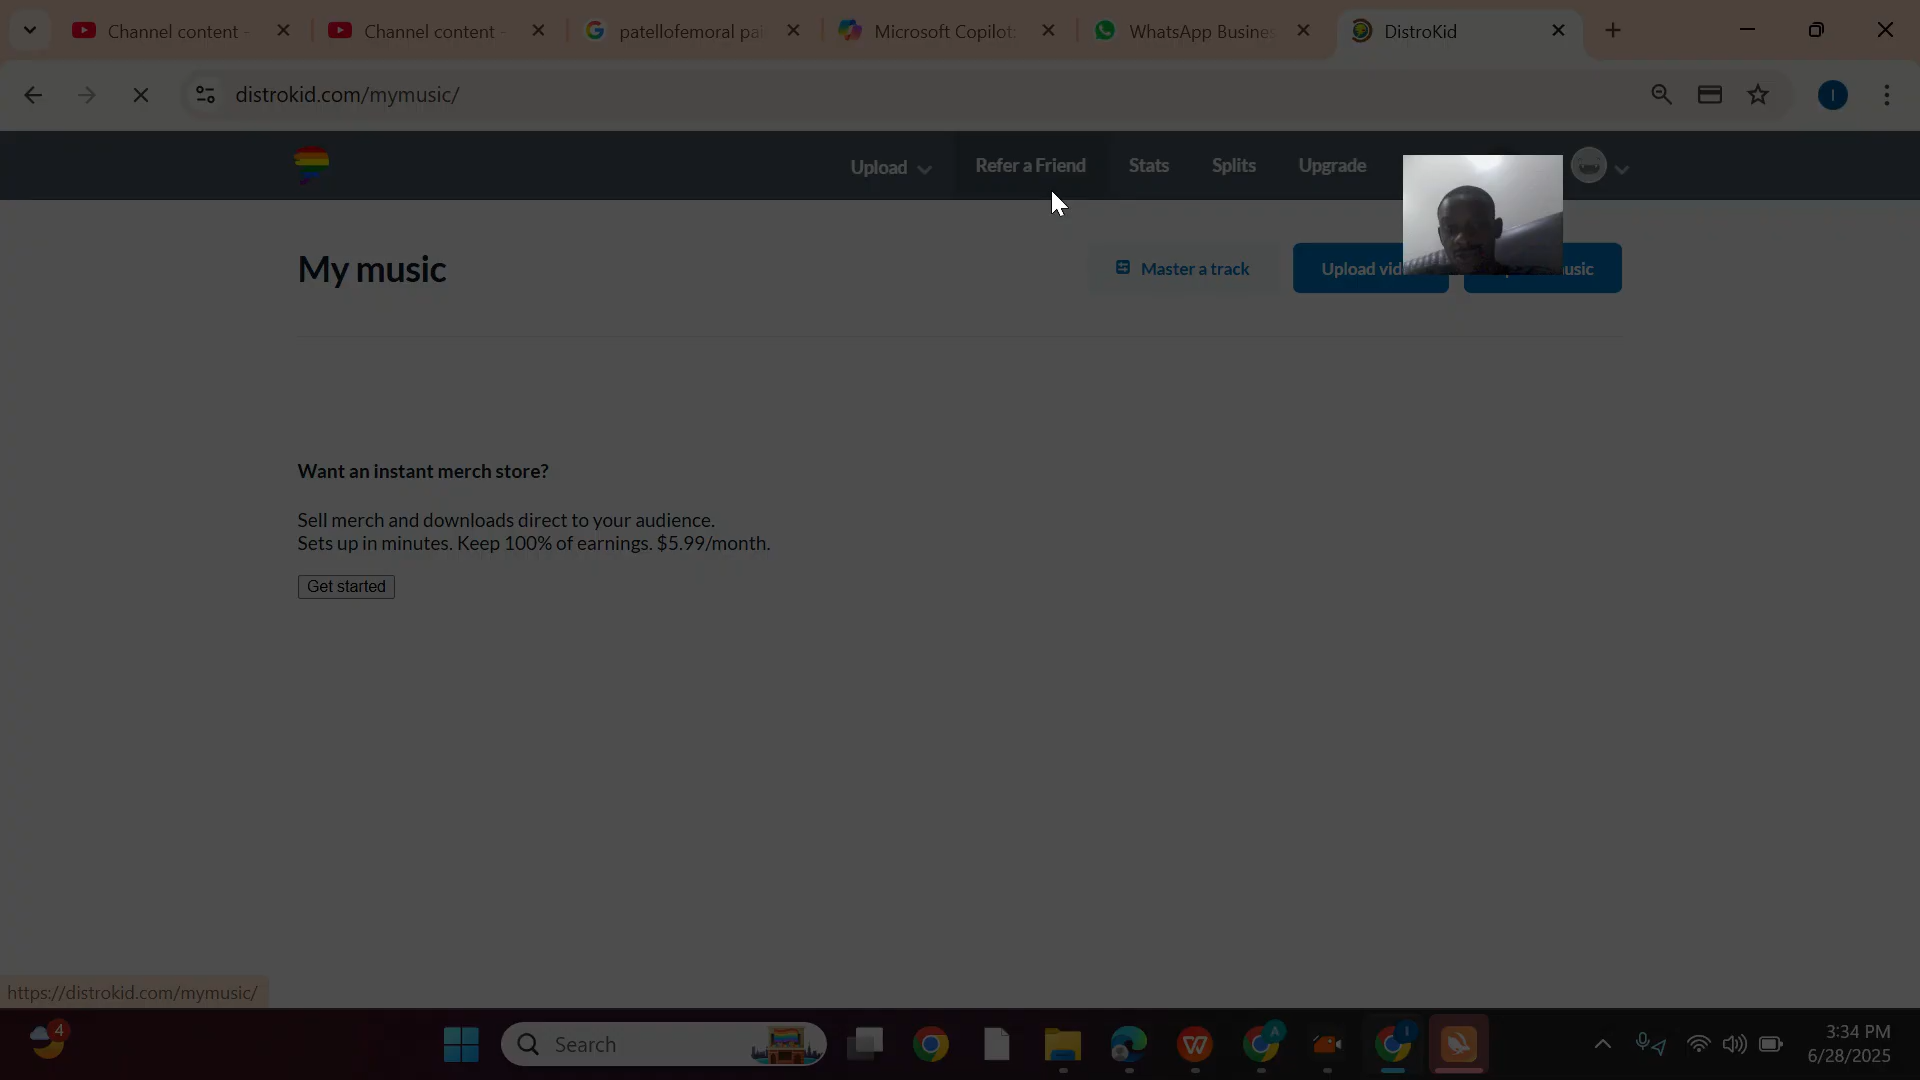 Channel content -
Channel content -
patellofemoral pai
Microsoft Copilot:
WhatsApp Busines
DistroKid
distrokid.com/mymusic/
I
Upload
Refer a Friend
Stats
Splits
Upgrade
My music
Master a track
Upload vid
usic
Want an instant merch store?
Sell merch and downloads direct to your audience.
Sets up in minutes. Keep 100% of earnings. $5.99/month.
Get started
https://distrokid.com/mymusic/
4
Search
A
I
3:34 PM
6/28/2025